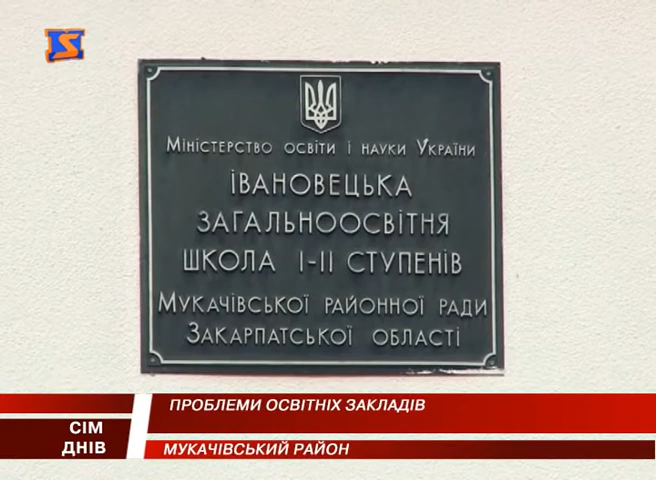 Міністерство освіти і науки України
ІВАНОВЕЦЬКА
ЗАГАЛЬНООСВІТНЯ
ШКОЛА І-ІІ СТУПЕНІВ
Мукачівської районної ради
Закарпатської області
ПРОБЛЕМИ ОСВІТНІХ ЗАКЛАДІВ
СІМ
ДНІВ
МУКАЧІВСЬКИЙ РАЙОН